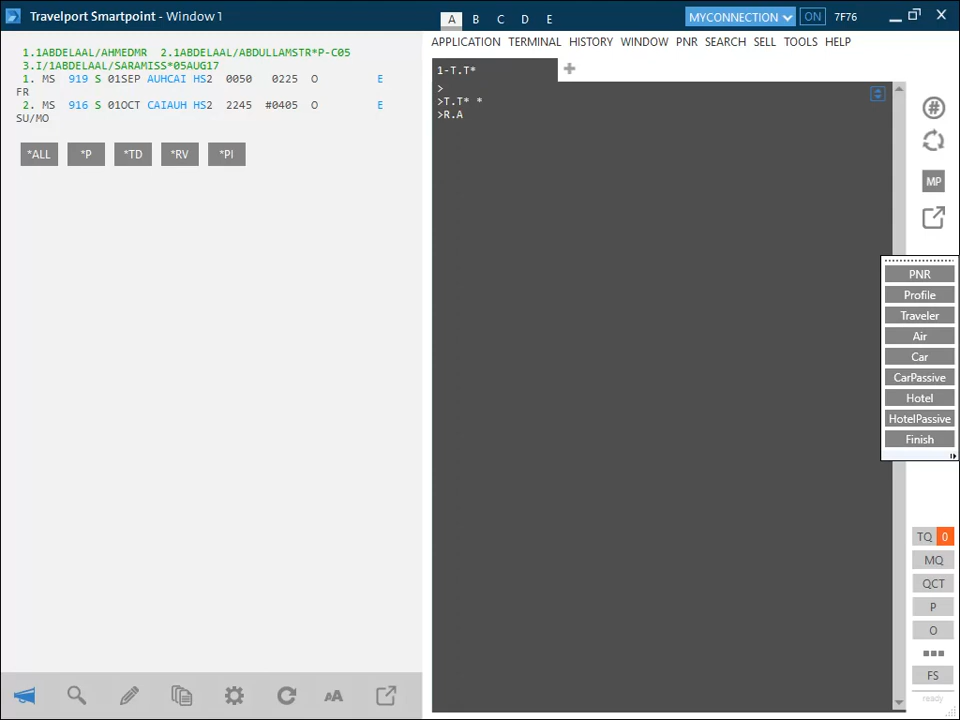 Travelport Smartpoint - Window 1
A B C D E
MYCONNECTION ON 7F76
APPLICATION TERMINAL HISTORY WINDOW PNR SEARCH SELL TOOLS HELP
1.1ABDELAAL/AHMEDMR 2.1ABDELAAL/ABDULLAMSTR*P-C05
3.I/1ABDELAAL/SARAMISS*05AUG17
1. MS 919 S 01SEP AUHCAI HS2 0050 0225 O E
FR
2. MS 916 S 01OCT CAIAUH HS2 2245 #0405 O E
SU/MO
*ALL *P *TD *RV *PI
1-T.T*
>
>T.T* *
>R.A
MP
PNR
Profile
Traveler
Air
Car
CarPassive
Hotel
HotelPassive
Finish
TQ 0
MQ
QCT
P
O
FS
ready
AA